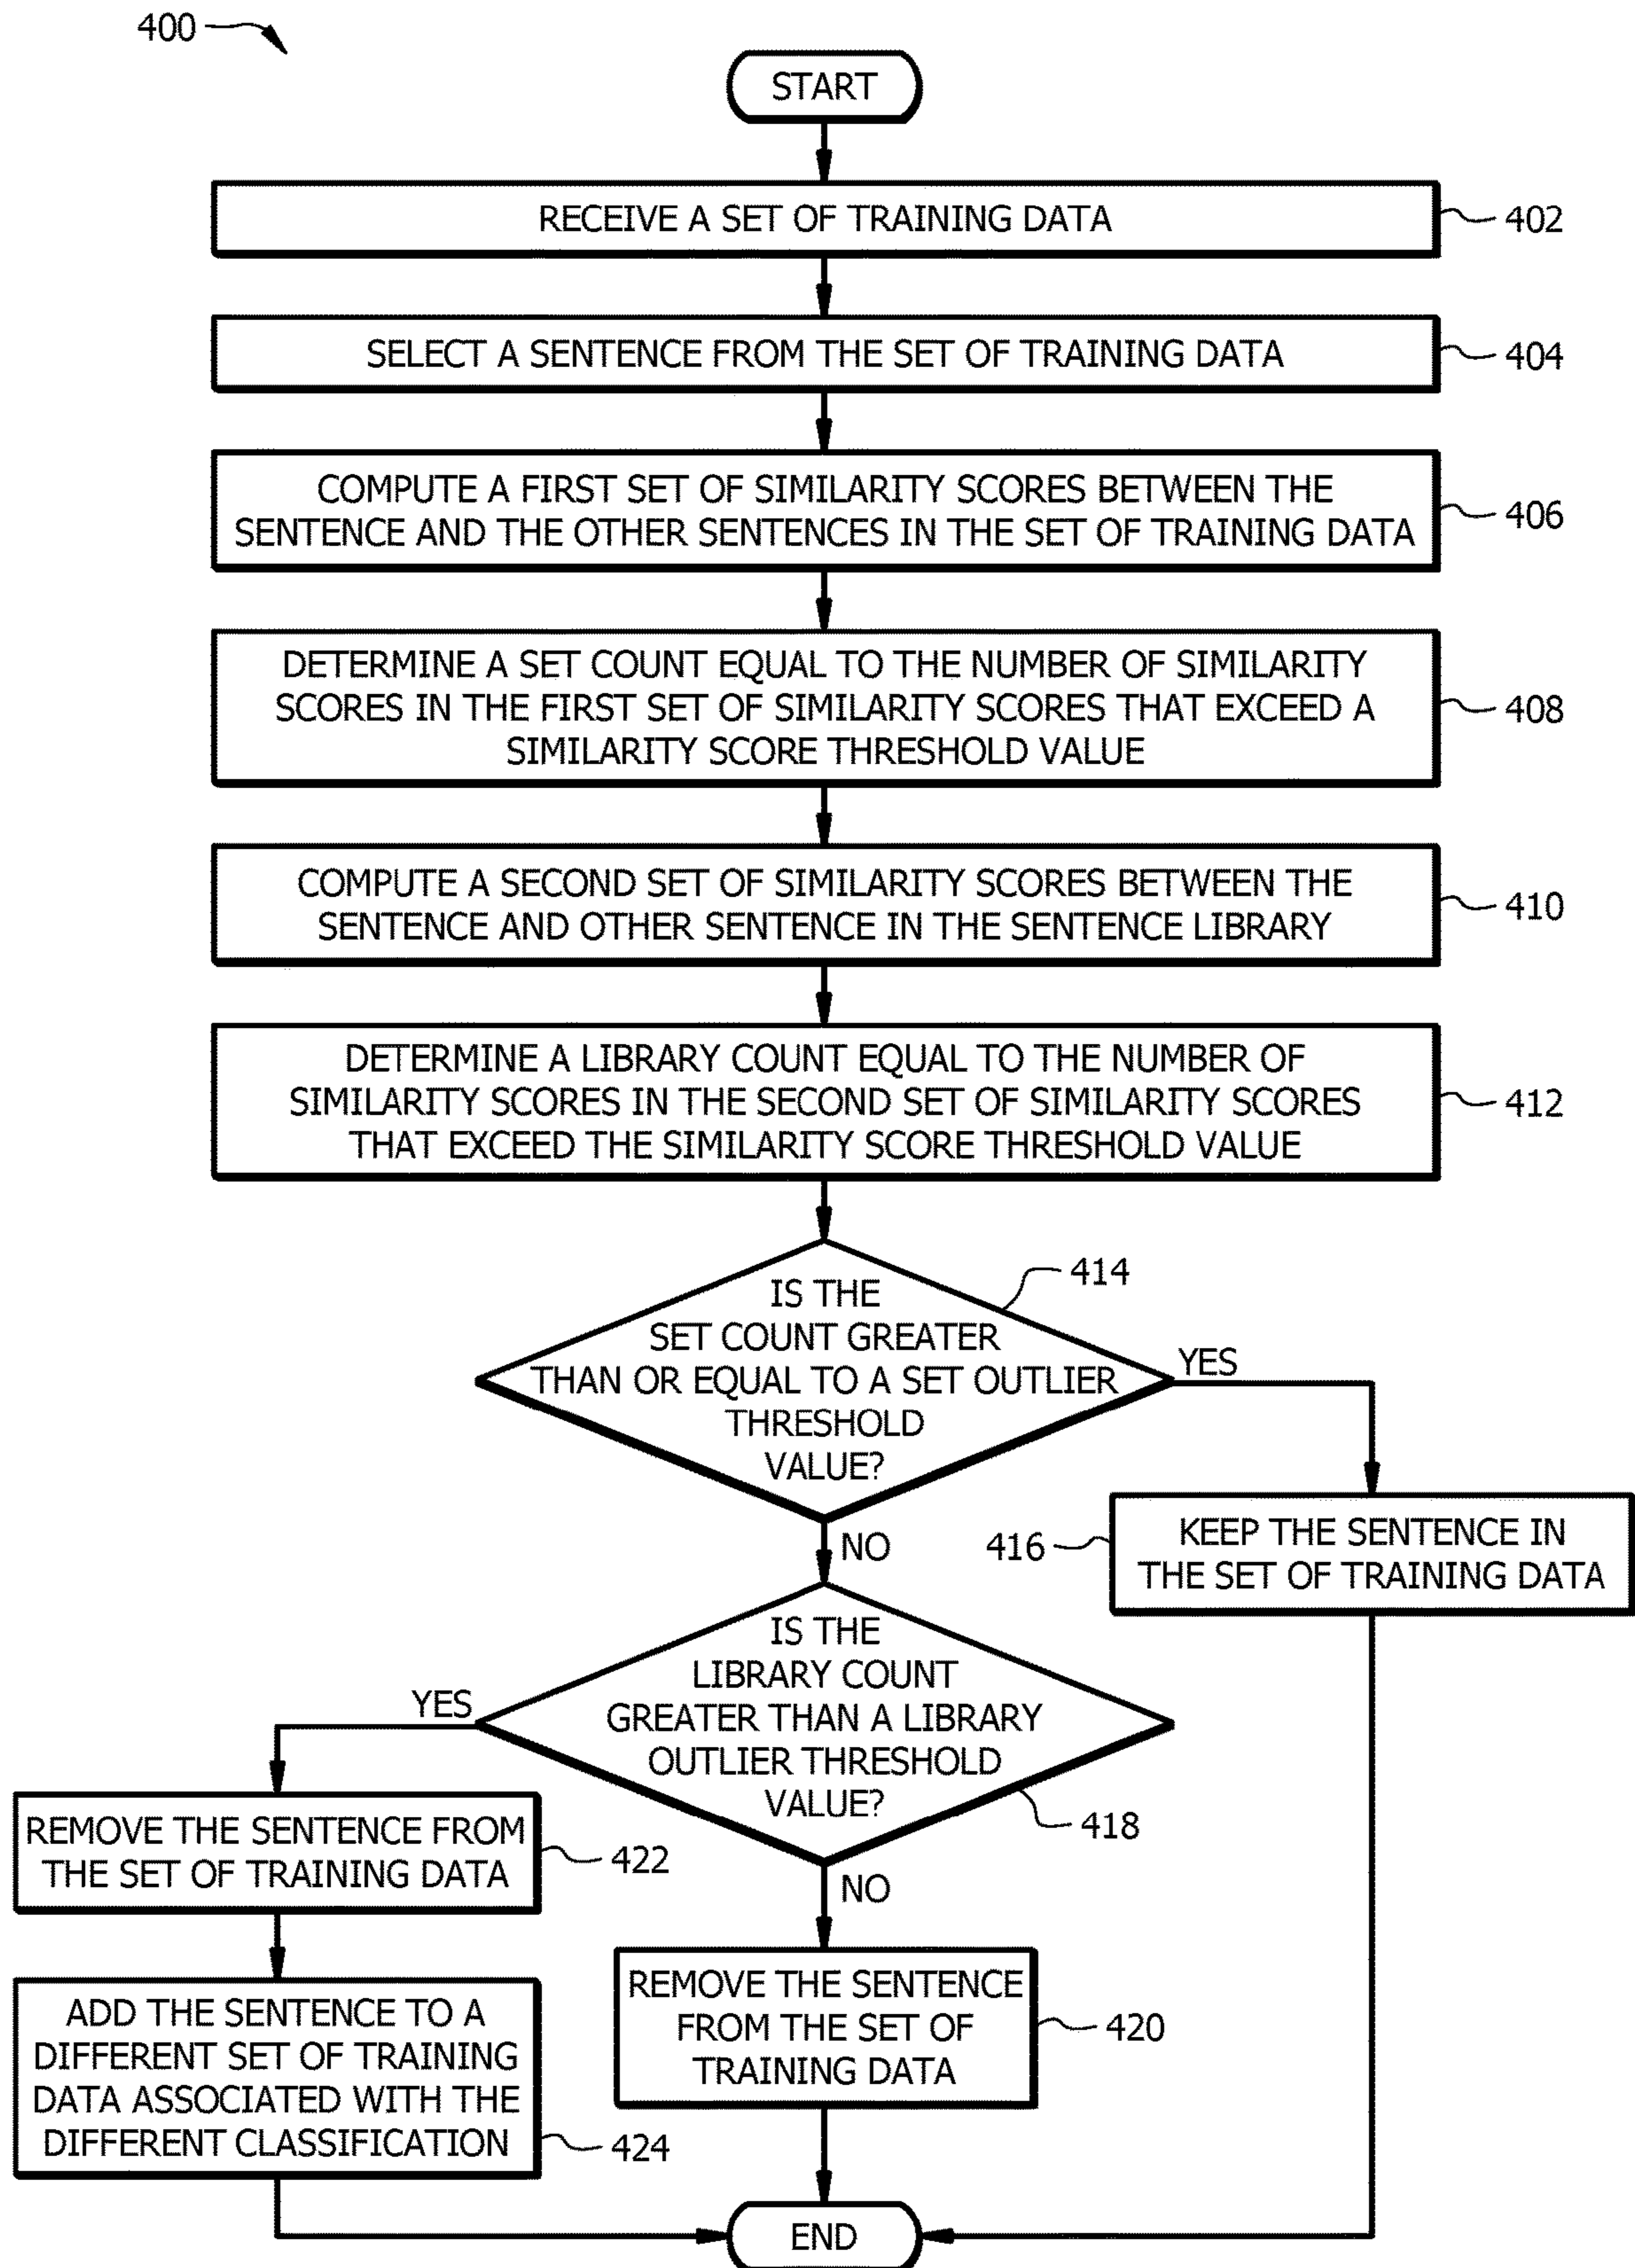 400
START
RECEIVE A SET OF TRAINING DATA
402
SELECT A SENTENCE FROM THE SET OF TRAINING DATA
404
COMPUTE A FIRST SET OF SIMILARITY SCORES BETWEEN THE
SENTENCE AND THE OTHER SENTENCES IN THE SET OF TRAINING DATA
406
DETERMINE A SET COUNT EQUAL TO THE NUMBER OF SIMILARITY
SCORES IN THE FIRST SET OF SIMILARITY SCORES THAT EXCEED A
SIMILARITY SCORE THRESHOLD VALUE
408
COMPUTE A SECOND SET OF SIMILARITY SCORES BETWEEN THE
SENTENCE AND OTHER SENTENCE IN THE SENTENCE LIBRARY
410
DETERMINE A LIBRARY COUNT EQUAL TO THE NUMBER OF
SIMILARITY SCORES IN THE SECOND SET OF SIMILARITY SCORES
THAT EXCEED THE SIMILARITY SCORE THRESHOLD VALUE
412
IS THE
SET COUNT GREATER
THAN OR EQUAL TO A SET OUTLIER
THRESHOLD
VALUE?
414
YES
NO
416
KEEP THE SENTENCE IN
THE SET OF TRAINING DATA
IS THE
LIBRARY COUNT
GREATER THAN A LIBRARY
OUTLIER THRESHOLD
VALUE?
418
YES
NO
REMOVE THE SENTENCE FROM
THE SET OF TRAINING DATA
422
ADD THE SENTENCE TO A
DIFFERENT SET OF TRAINING
DATA ASSOCIATED WITH THE
DIFFERENT CLASSIFICATION
424
REMOVE THE SENTENCE
FROM THE SET OF
TRAINING DATA
420
END